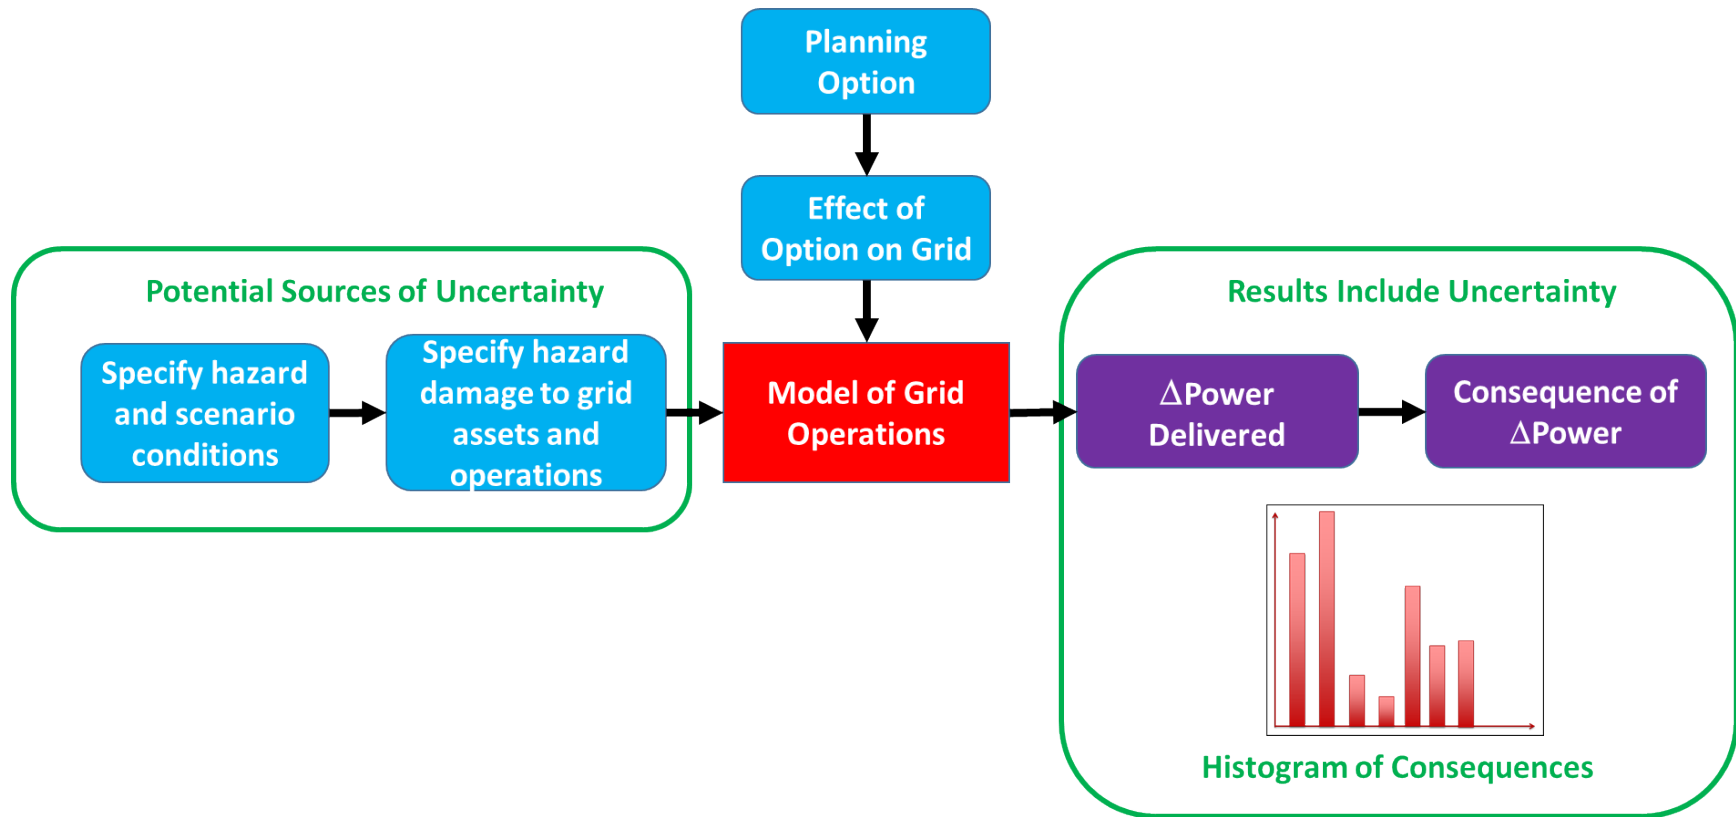 Planning
Option
Effect of
Option on Grid
Potential Sources of Uncertainty
Specify hazard
and scenario
conditions
Specify hazard
damage to grid
assets and
operations
Model of Grid
Operations
Results Include Uncertainty
ΔPower
Delivered
Consequence of
ΔPower
Histogram of Consequences